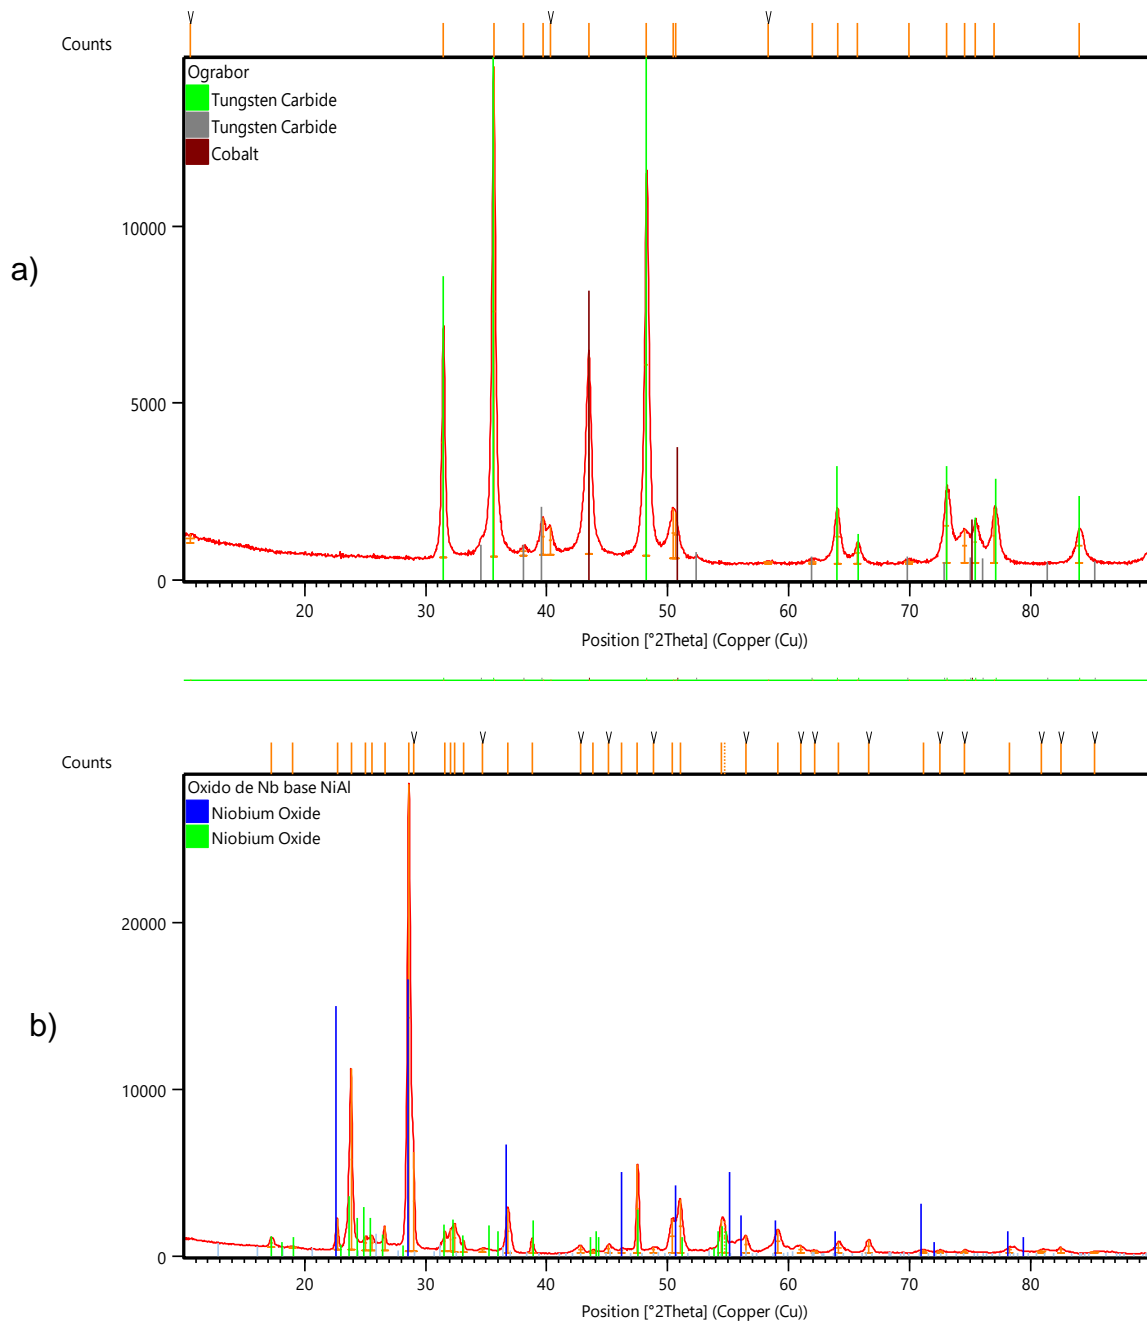 Counts
Ograbor
Tungsten Carbide
Tungsten Carbide
Cobalt
10000
a)
5000
0
20 30 40 50 60 70 80
Position [°2Theta] (Copper (Cu))
Counts
Oxido de Nb base NiAl
Niobium Oxide
Niobium Oxide
20000
b)
10000
0
20 30 40 50 60 70 80
Position [°2Theta] (Copper (Cu))